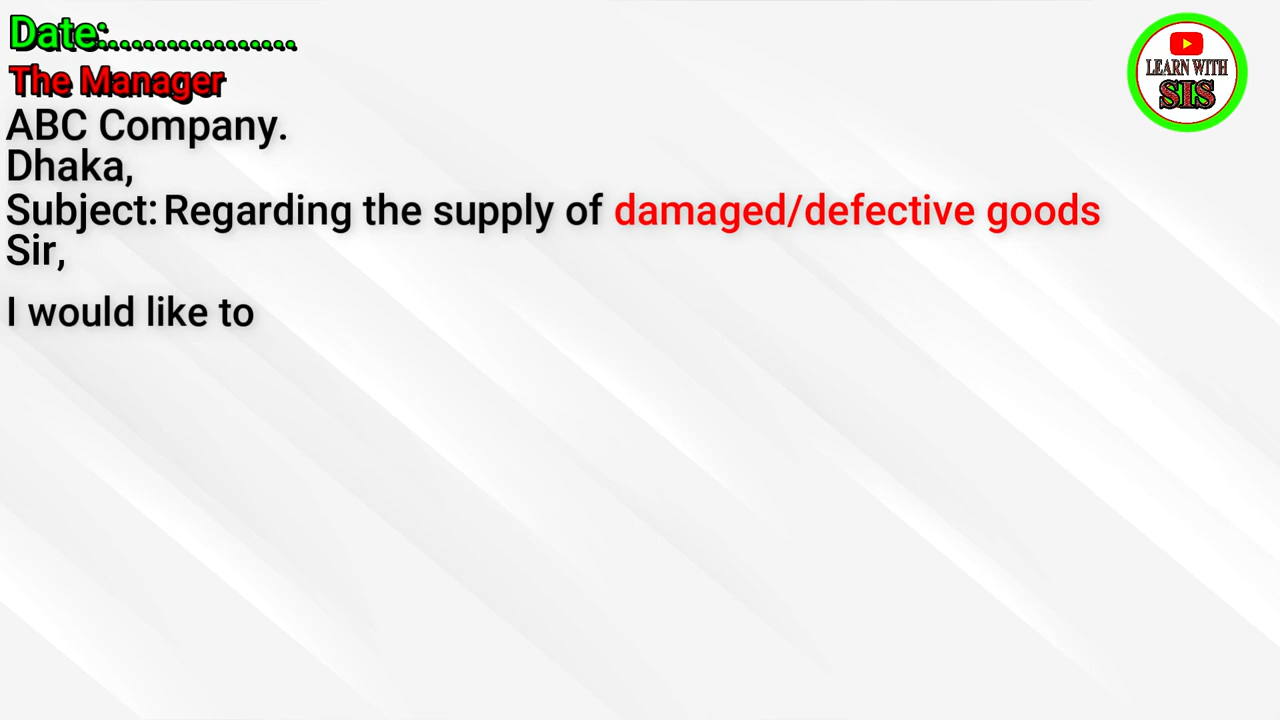 Date:................
The Manager
ABC Company.
Dhaka,
Subject: Regarding the supply of damaged/defective goods
Sir,
I would like to
LEARN WITH
SIS